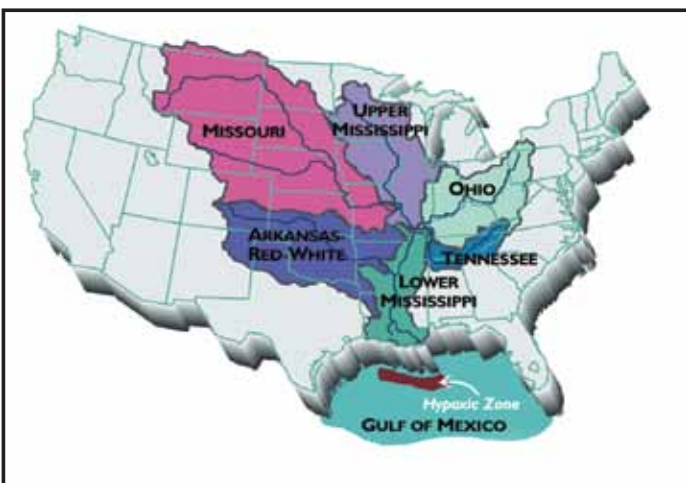 MISSOURI
UPPER
MISSISSIPPI
OHIO
ARKANSAS-
RED-WHITE
TENNESSEE
LOWER
MISSISSIPPI
Hypoxic Zone
GULF OF MEXICO